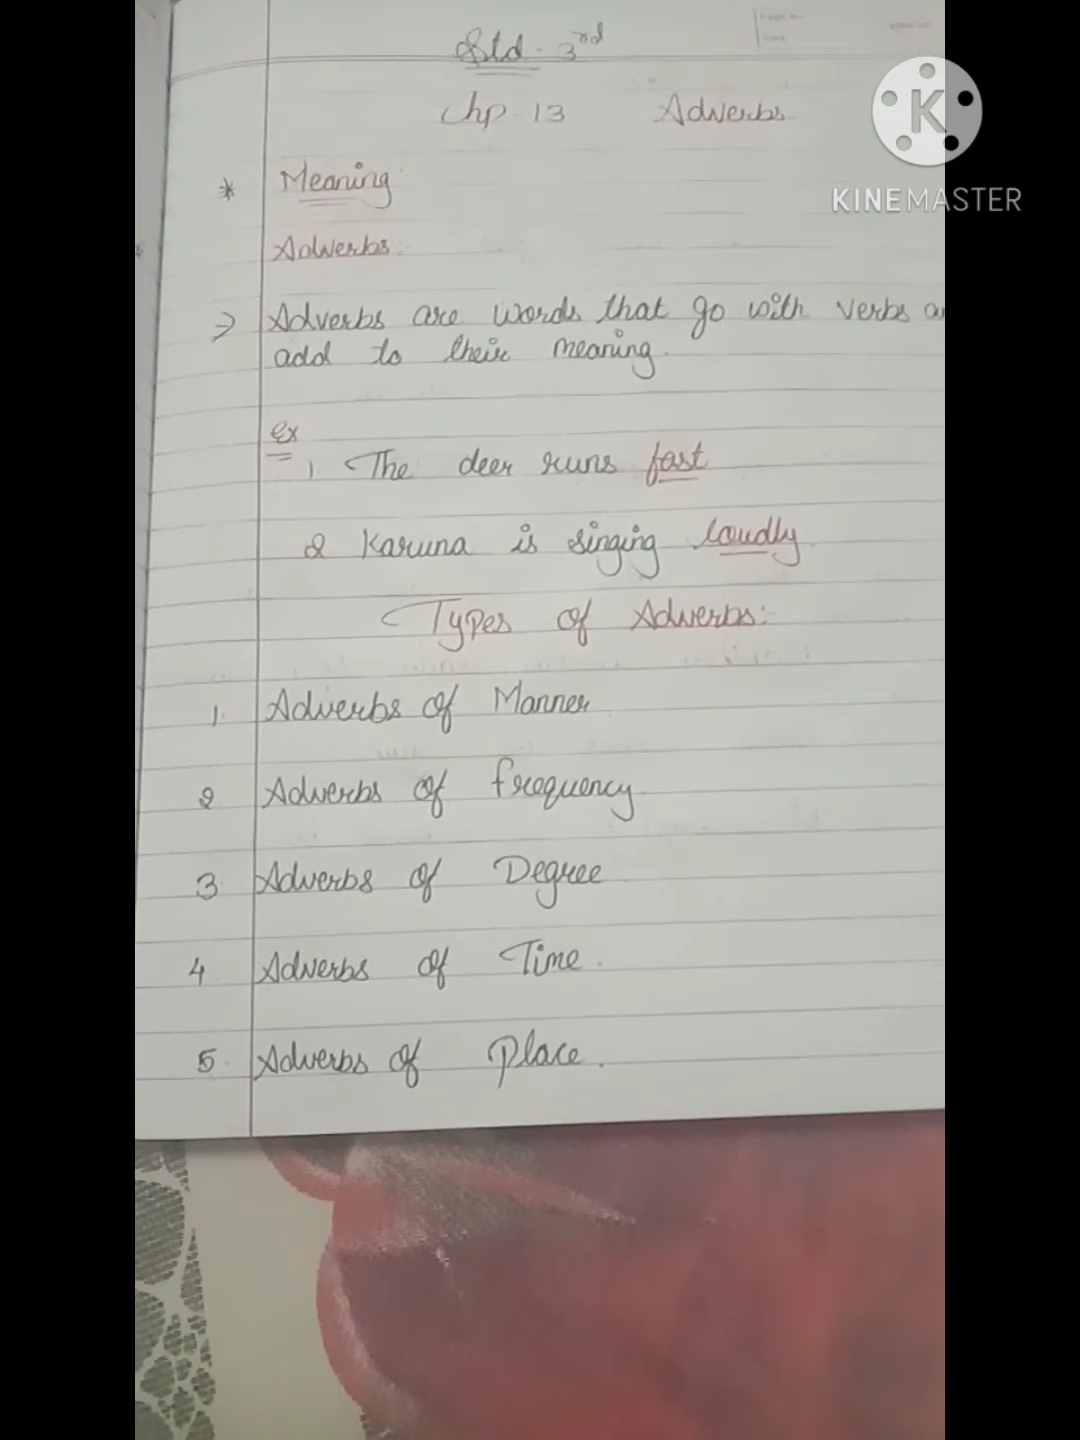 Std - 3rd
Chp - 13 Adverbs
KINEMASTER
* Meaning
Adverbs:
⇒ Adverbs are words that go with verbs
add to their meaning.
Ex
1. The deer runs fast
2 Karuna is singing loudly.
Types of Adverbs:
1. Adverbs of Manner
2 Adverbs of frequency
3 Adverbs of Degree
4 Adverbs of Time.
5. Adverbs of Place.